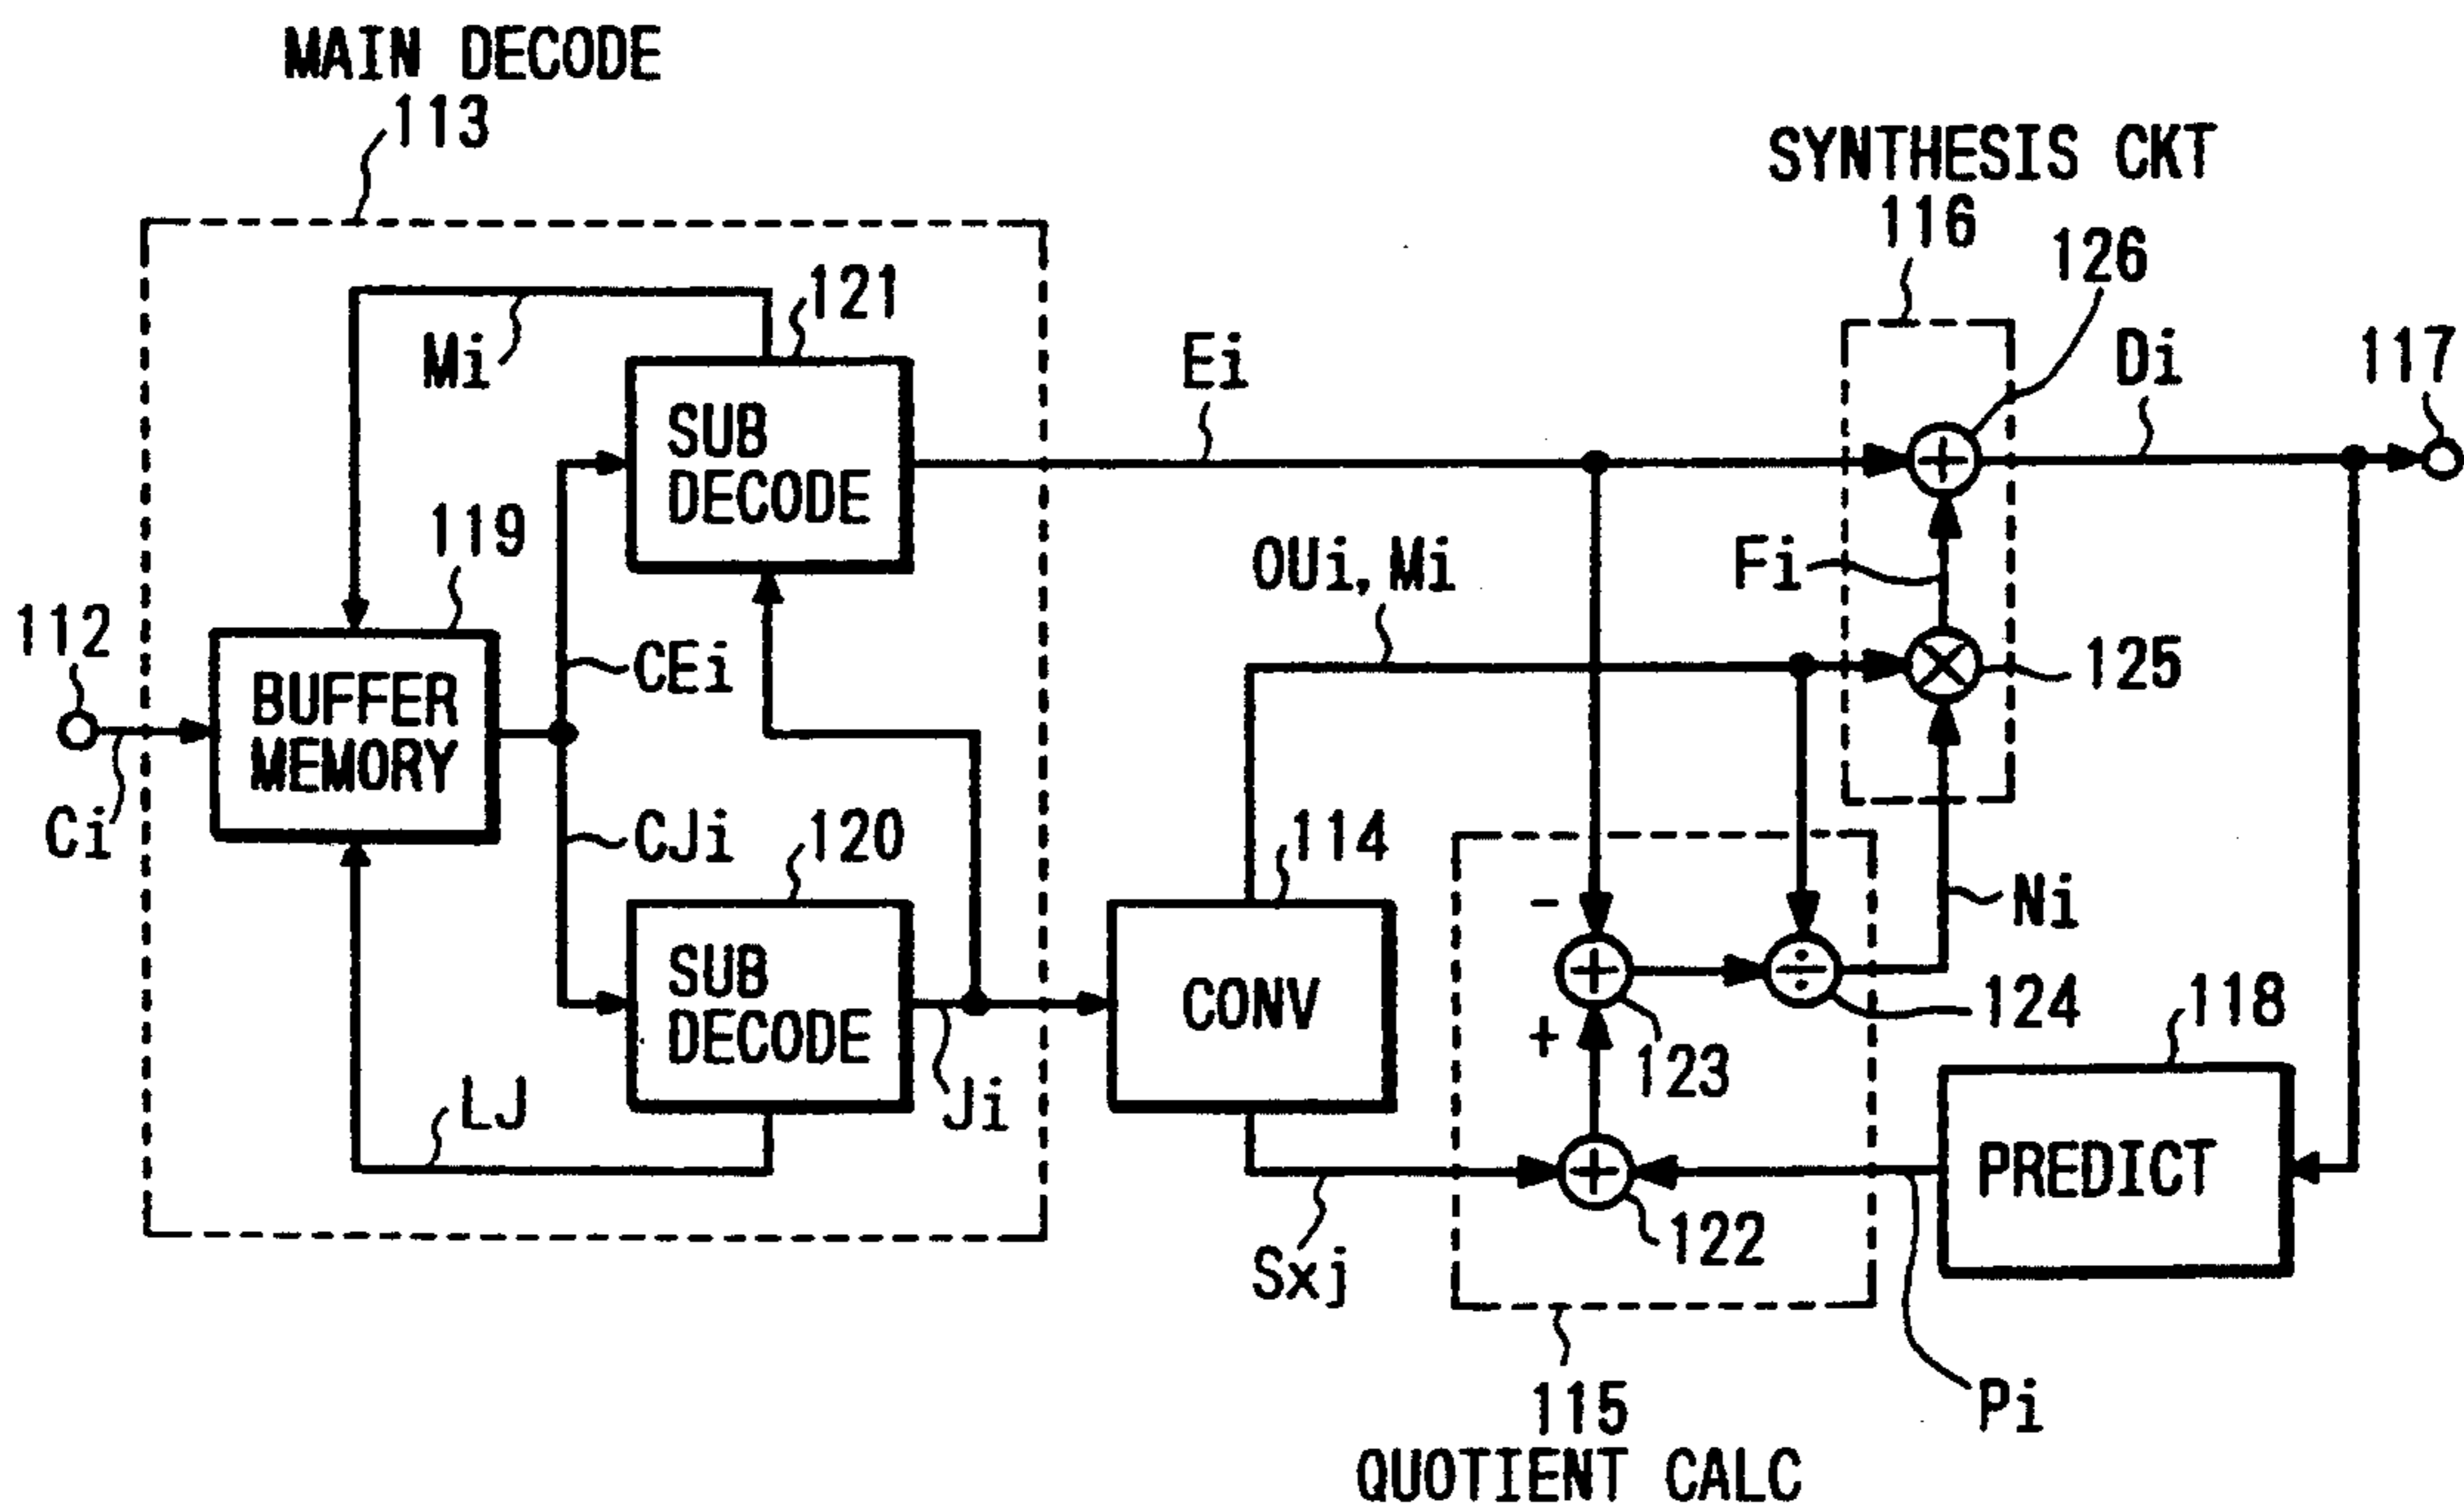 MAIN DECODE
113
SYNTHESIS CKT
116
126
121
Mi
Ei
Di
117
SUB
DECODE
119
OUi, Mi
Fi
112
CEi
125
BUFFER
MEMORY
Ci
CJi
120
114
Ni
-
SUB
DECODE
CONV
124
118
+
123
LJ
Ji
PREDICT
122
Sxj
115
Pi
QUOTIENT CALC